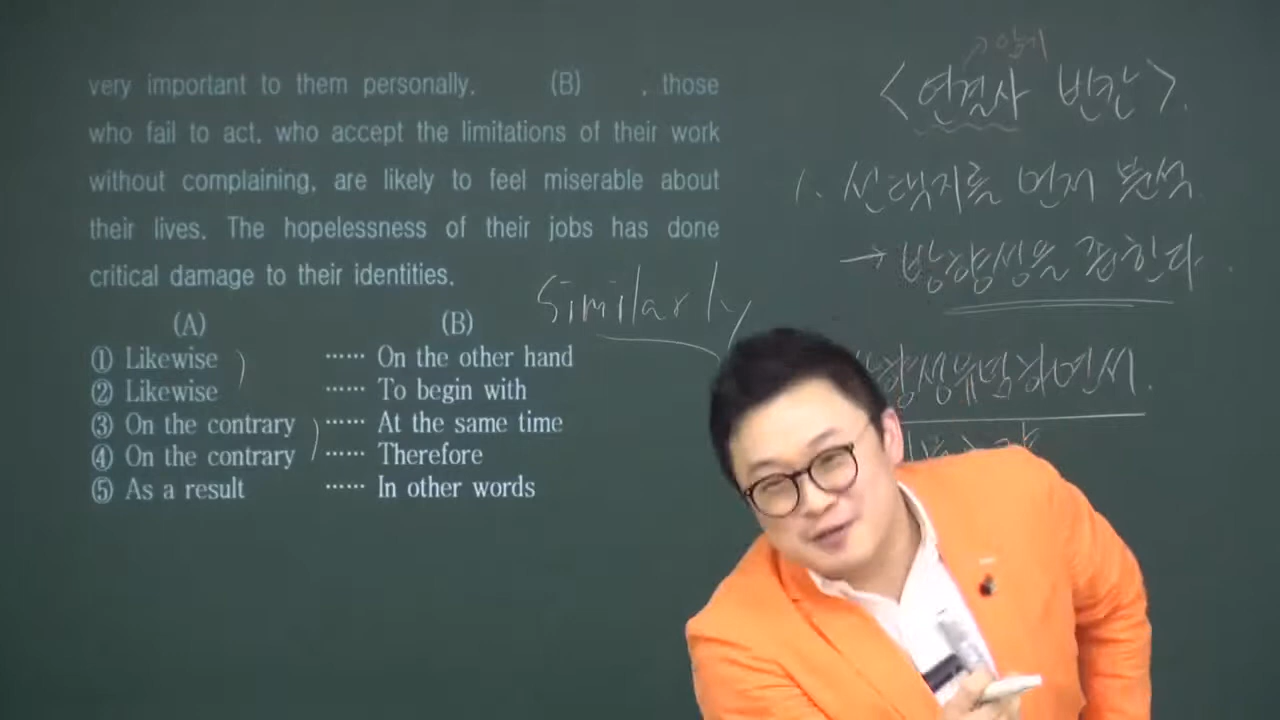 very important to them personally. (B) , those
who fail to act, who accept the limitations of their work
without complaining, are likely to feel miserable about
their lives. The hopelessness of their jobs has done
critical damage to their identities.
(A) (B)
① Likewise ······ On the other hand
② Likewise ······ To begin with
③ On the contrary ······ At the same time
④ On the contrary ······ Therefore
⑤ As a result ······ In other words
Similarly
<연결사 빈칸>.
1. 선택지를 먼저 분석
→ 방향성을 취한다.